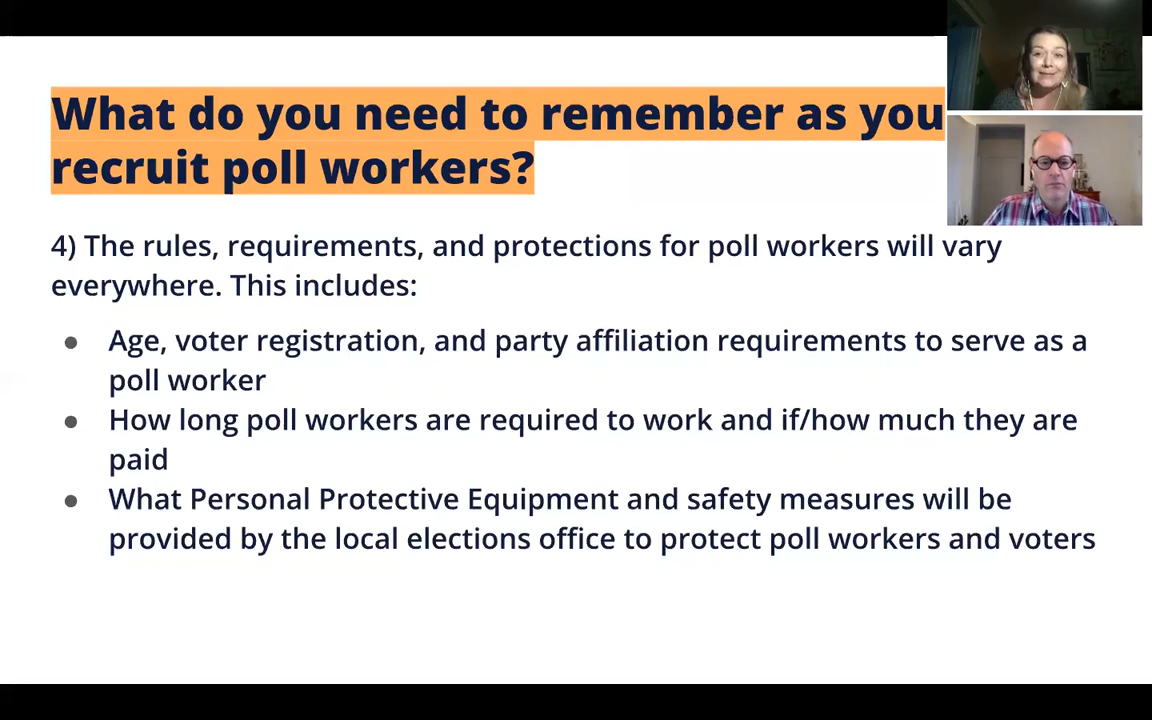 What do you need to remember as you
recruit poll workers?
4) The rules, requirements, and protections for poll workers will vary
everywhere. This includes:
● Age, voter registration, and party affiliation requirements to serve as a
poll worker
● How long poll workers are required to work and if/how much they are
paid
● What Personal Protective Equipment and safety measures will be
provided by the local elections office to protect poll workers and voters